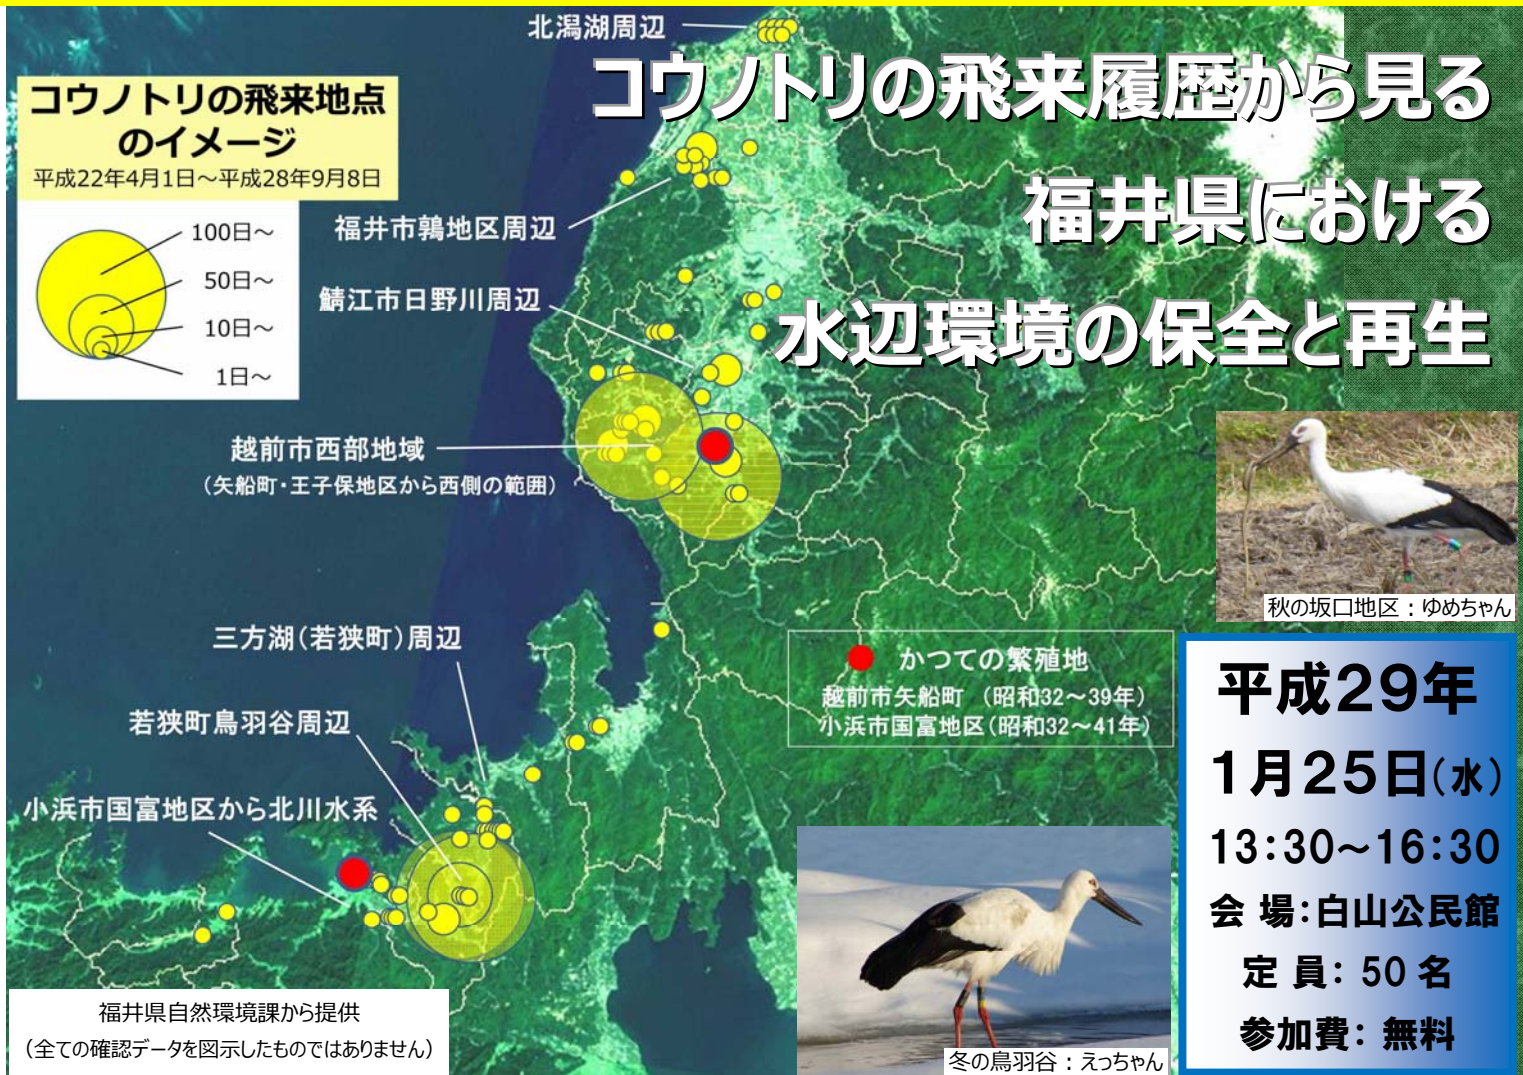 コウノトリの飛来履歴から見る
福井県における
水辺環境の保全と再生
コウノトリの飛来地点
のイメージ
平成22年4月1日～平成28年9月8日
100日～
50日～
10日～
1日～
北潟湖周辺
福井市鶉地区周辺
鯖江市日野川周辺
越前市西部地域
（矢船町・王子保地区から西側の範囲）
三方湖（若狭町）周辺
若狭町鳥羽谷周辺
小浜市国富地区から北川水系
かつての繁殖地
越前市矢船町 （昭和32～39年）
小浜市国富地区（昭和32～41年）
秋の坂口地区：ゆめちゃん
冬の鳥羽谷：えっちゃん
平成29年
1月25日（水）
13：30～16：30
会 場：白山公民館
定 員： 50 名
参加費： 無料
福井県自然環境課から提供
（全ての確認データを図示したものではありません）